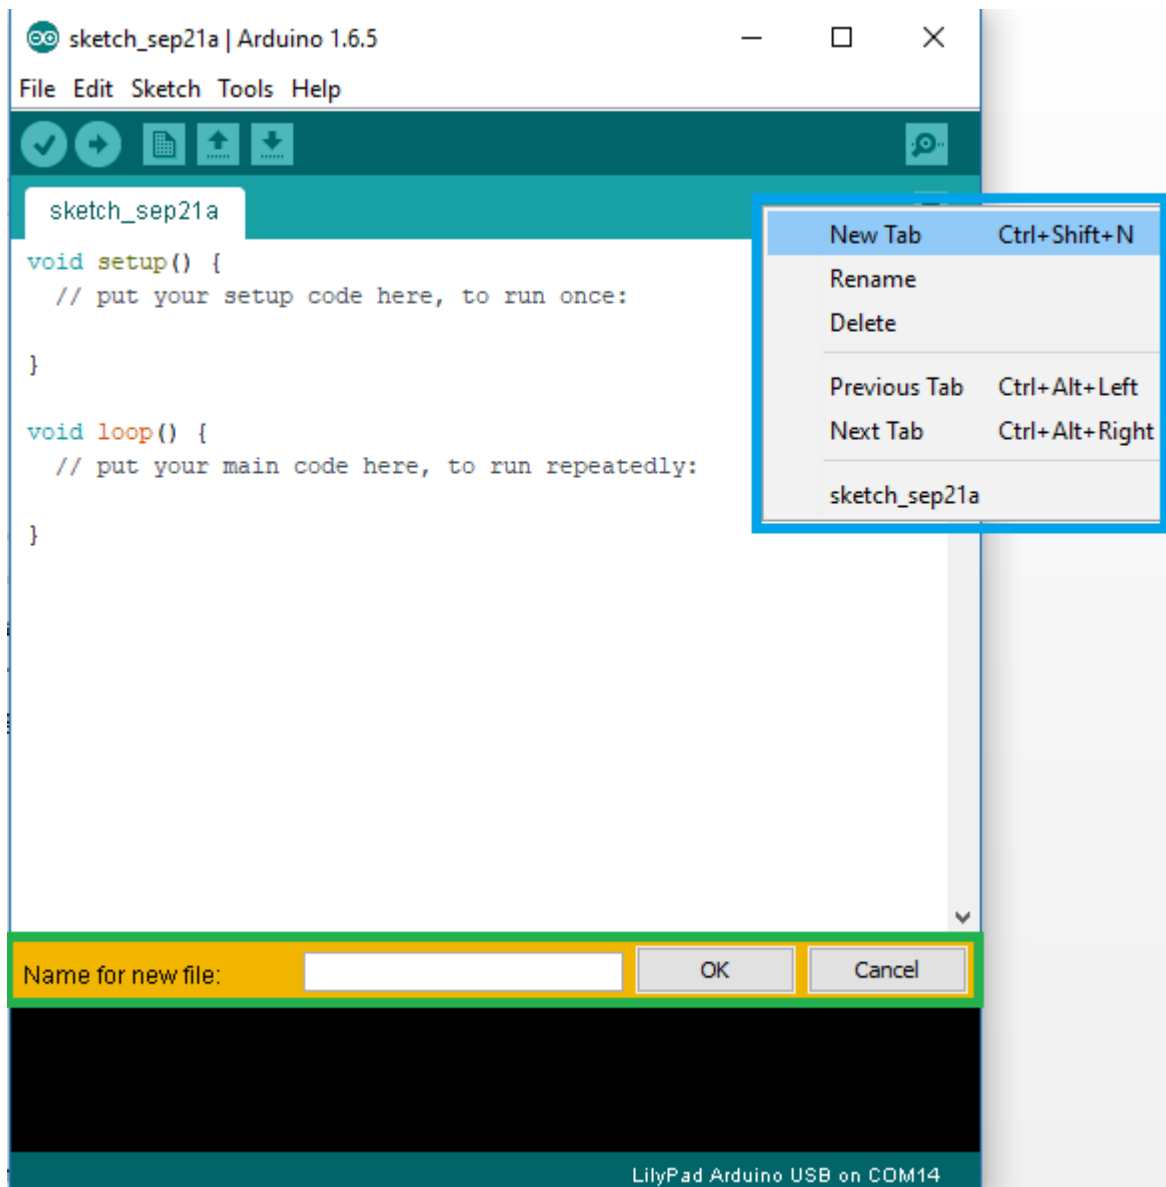 sketch_sep21a | Arduino 1.6.5
File Edit Sketch Tools Help
sketch_sep21a
void setup() {
  // put your setup code here, to run once:
}
void loop() {
  // put your main code here, to run repeatedly:
}
New Tab Ctrl+Shift+N
Rename
Delete
Previous Tab Ctrl+Alt+Left
Next Tab Ctrl+Alt+Right
sketch_sep21a
Name for new file: OK Cancel
LilyPad Arduino USB on COM14